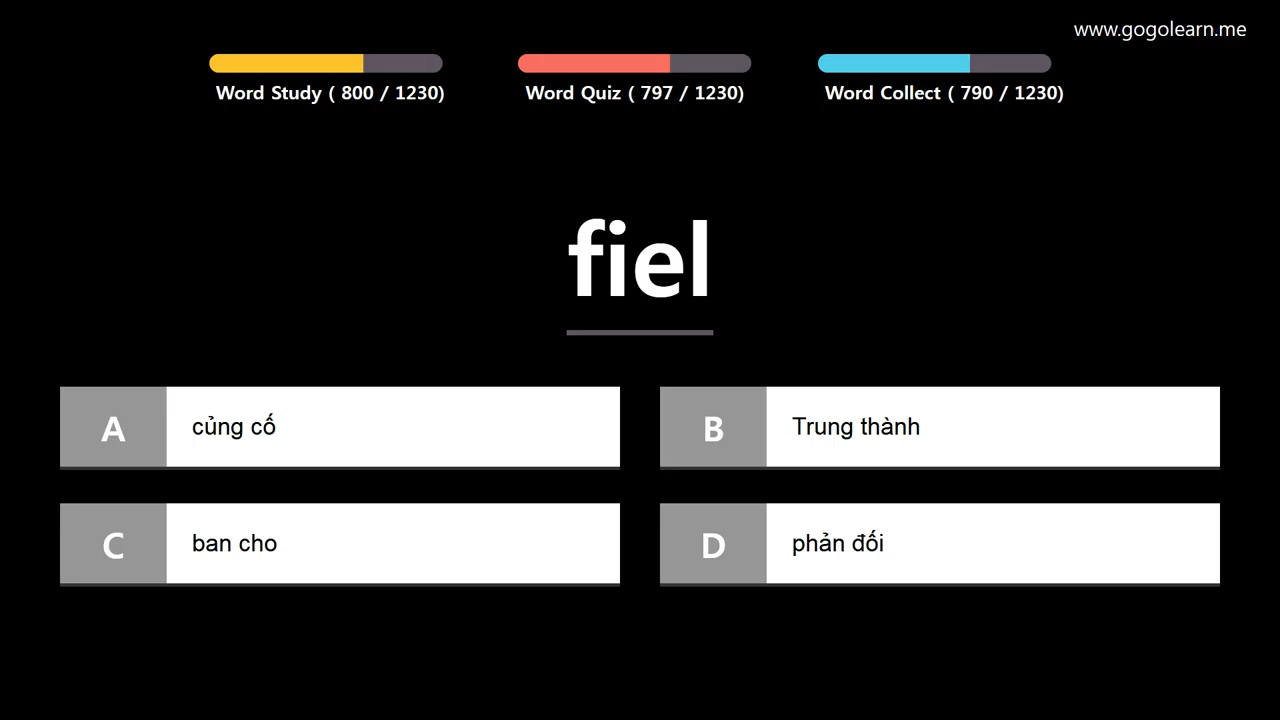 www.gogolearn.me
Word Study ( 800 / 1230)
Word Quiz ( 797 / 1230)
Word Collect ( 790 / 1230)
fiel
A củng cố
B Trung thành
C ban cho
D phản đối